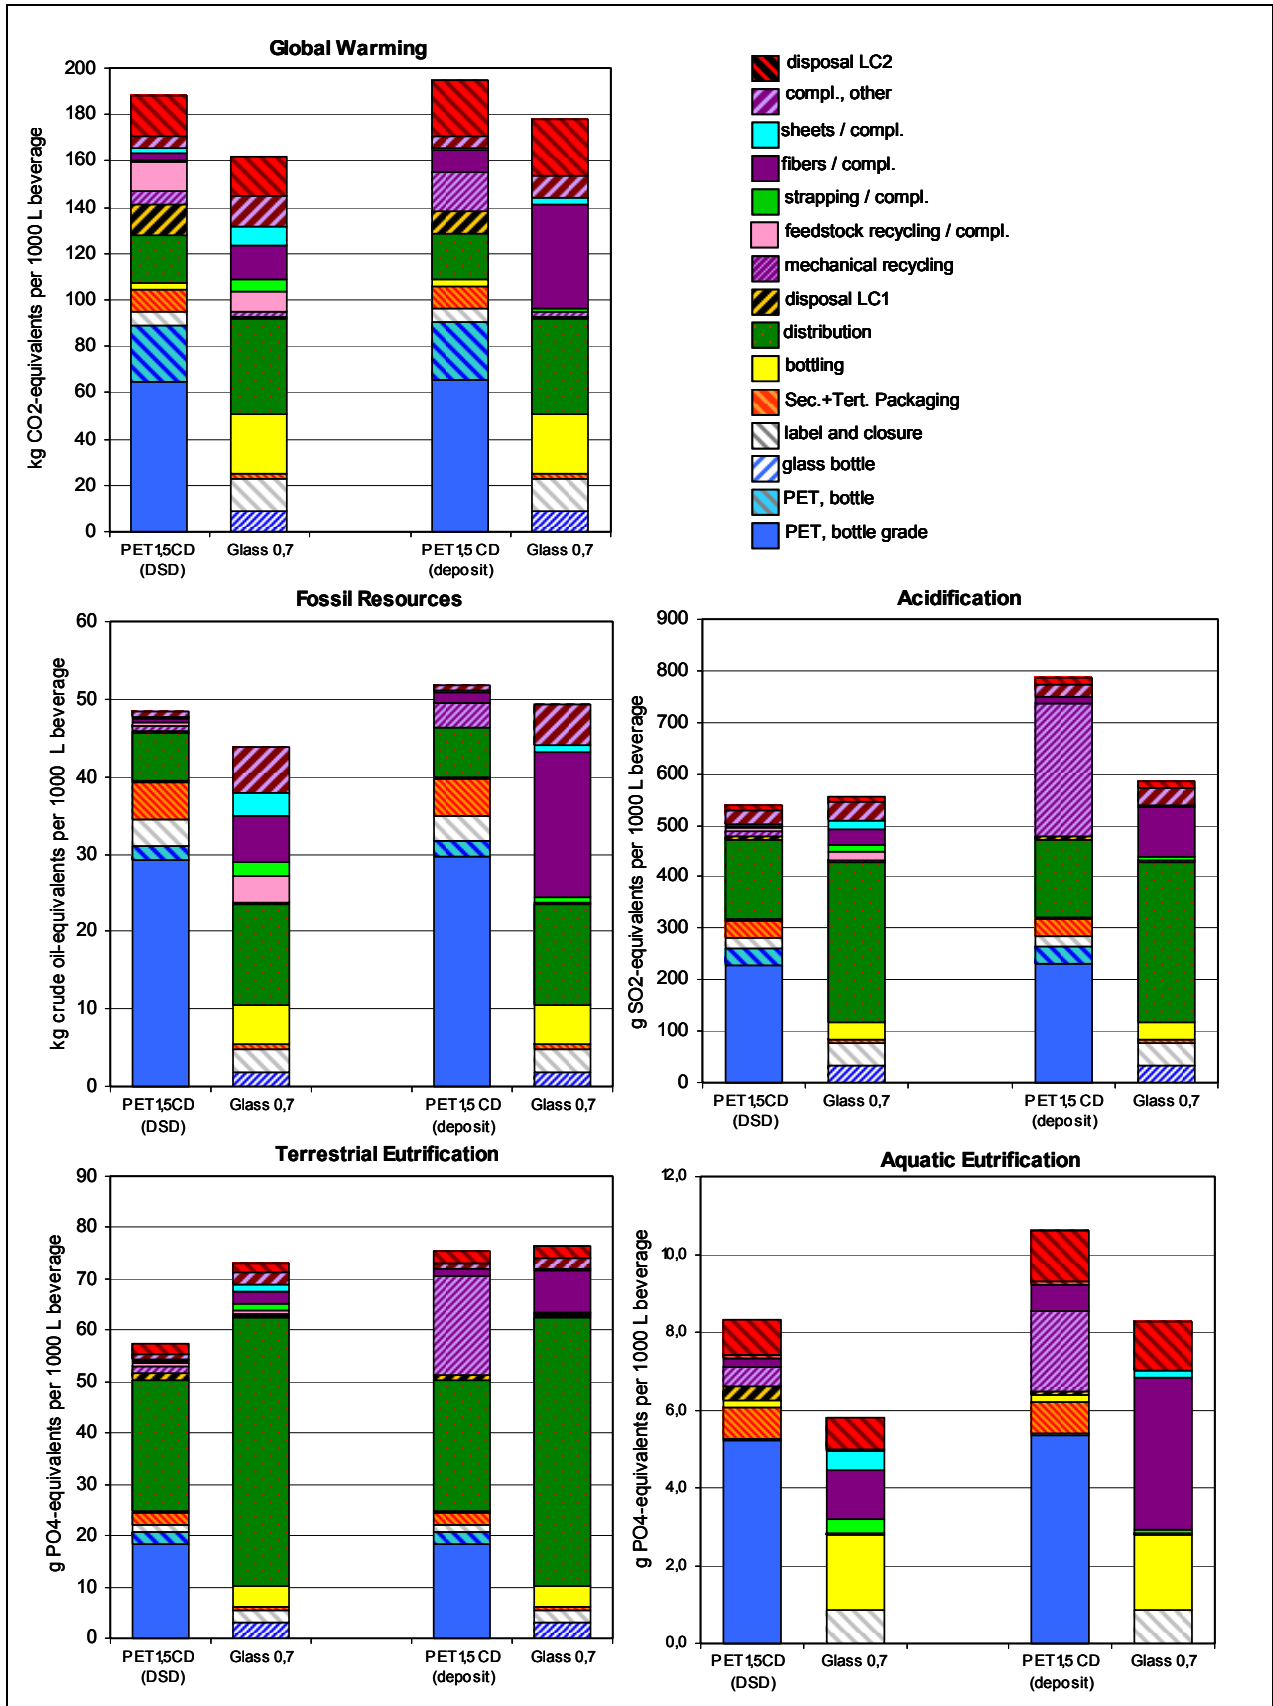 Global Warming
kg CO2-equivalents per 1000 L beverage
200
180
160
140
120
100
80
60
40
20
0
PET1,5CD
(DSD)
Glass 0,7
PET1,5 CD
(deposit)
Glass 0,7
disposal LC2
compl., other
sheets / compl.
fibers / compl.
strapping / compl.
feedstock recycling / compl.
mechanical recycling
disposal LC1
distribution
bottling
Sec.+Tert. Packaging
label and closure
glass bottle
PET, bottle
PET, bottle grade
Fossil Resources
kg crude oil-equivalents per 1000 L beverage
60
50
40
30
20
10
0
PET1,5CD
(DSD)
Glass 0,7
PET1,5 CD
(deposit)
Glass 0,7
Acidification
g SO2-equivalents per 1000 L beverage
900
800
700
600
500
400
300
200
100
0
PET1,5CD
(DSD)
Glass 0,7
PET1,5 CD
(deposit)
Glass 0,7
Terrestrial Eutrification
g PO4-equivalents per 1000 L beverage
90
80
70
60
50
40
30
20
10
0
PET1,5CD
(DSD)
Glass 0,7
PET1,5 CD
(deposit)
Glass 0,7
Aquatic Eutrification
g PO4-equivalents per 1000 L beverage
12,0
10,0
8,0
6,0
4,0
2,0
0,0
PET1,5CD
(DSD)
Glass 0,7
PET1,5 CD
(deposit)
Glass 0,7